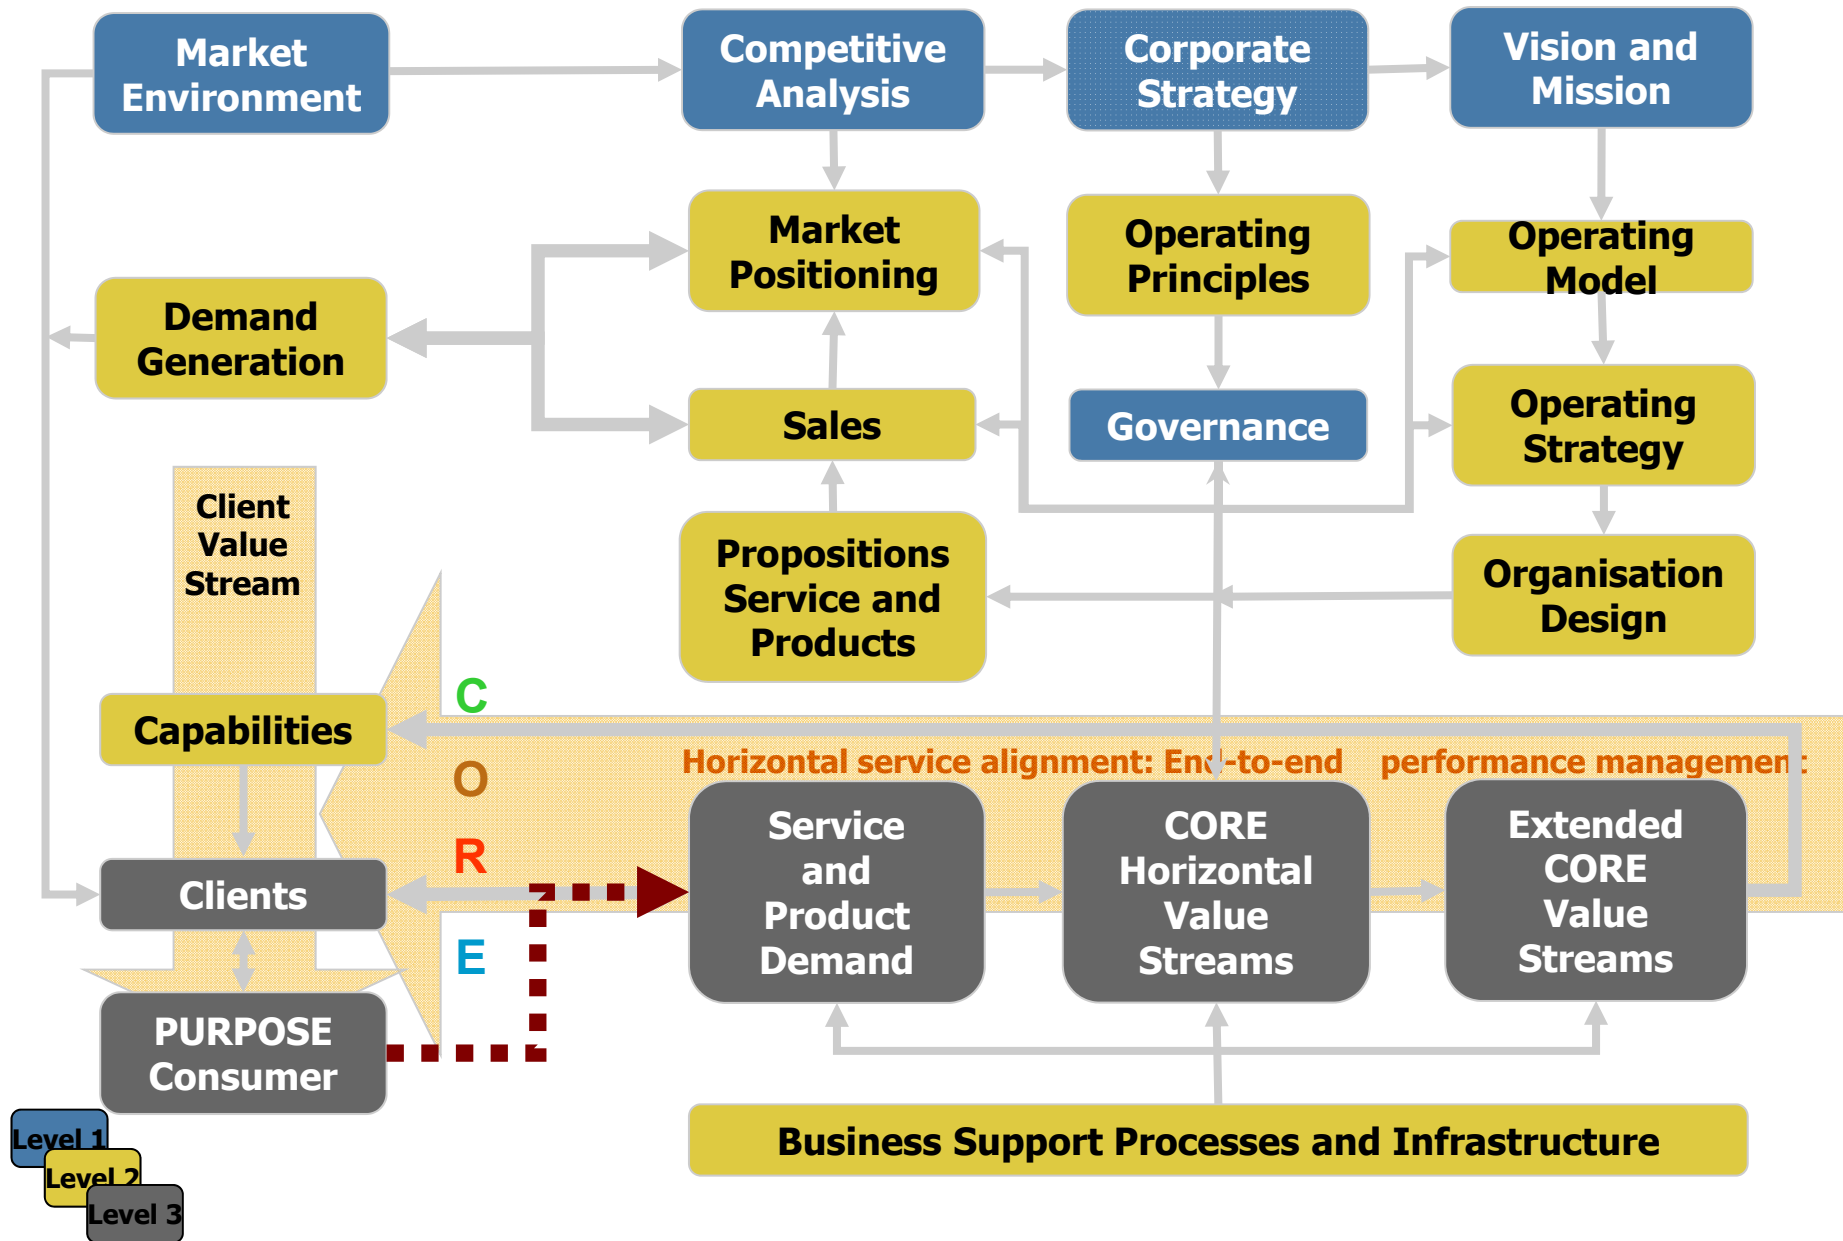 Market
Environment
Competitive
Analysis
Corporate
Strategy
Vision and
Mission
Market
Positioning
Operating
Principles
Operating
Model
Demand
Generation
Sales
Governance
Operating
Strategy
Client
Value
Stream
Propositions
Service and
Products
Organisation
Design
C
O
R
E
Capabilities
Horizontal service alignment: End-to-end performance management
Clients
Service
and
Product
Demand
CORE
Horizontal
Value
Streams
Extended
CORE
Value
Streams
PURPOSE
Consumer
Business Support Processes and Infrastructure
Level 1
Level 2
Level 3